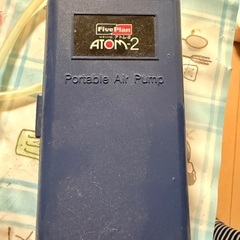 FivePlan
ATOM-2
Portable Air Pump